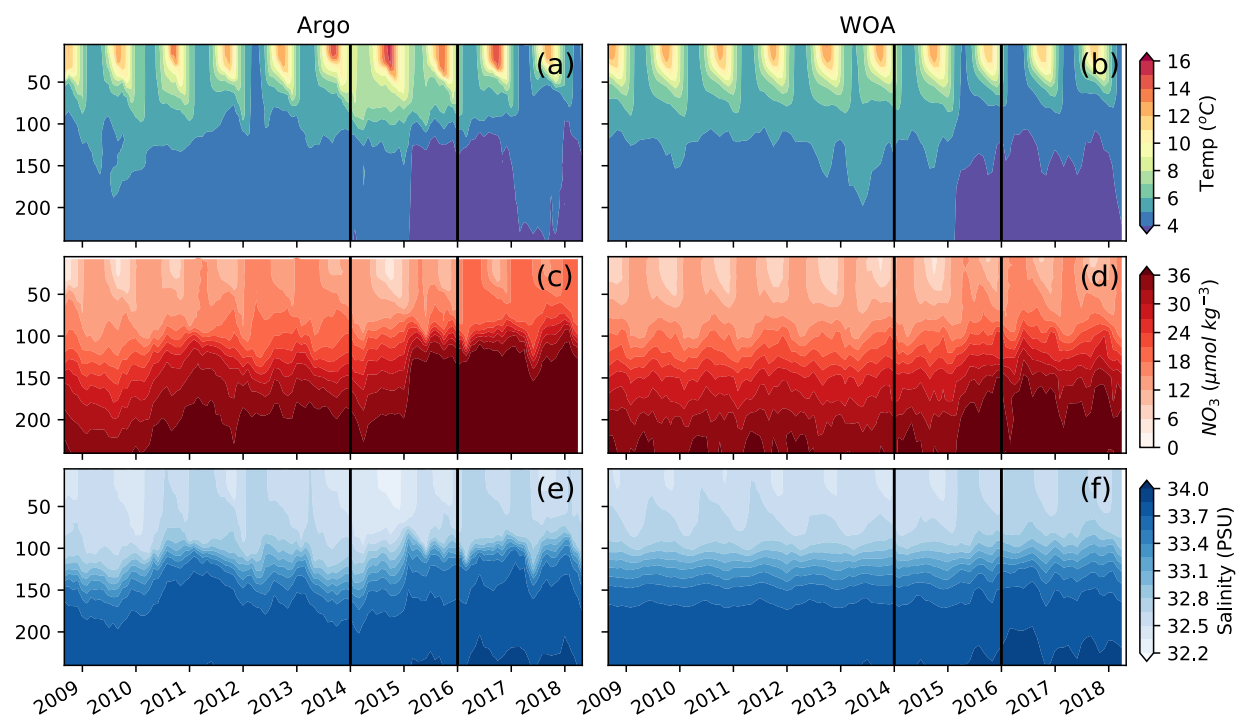 Argo
WOA
50
100
150
200
(a)
(b)
16
14
12
10
8
6
4
Temp (°C)
50
100
150
200
(c)
(d)
36
30
24
18
12
6
0
NO₃ (μmol kg⁻³)
50
100
150
200
(e)
(f)
34.0
33.7
33.4
33.1
32.8
32.5
32.2
Salinity (PSU)
2009 2010 2011 2012 2013 2014 2015 2016 2017 2018
2009 2010 2011 2012 2013 2014 2015 2016 2017 2018